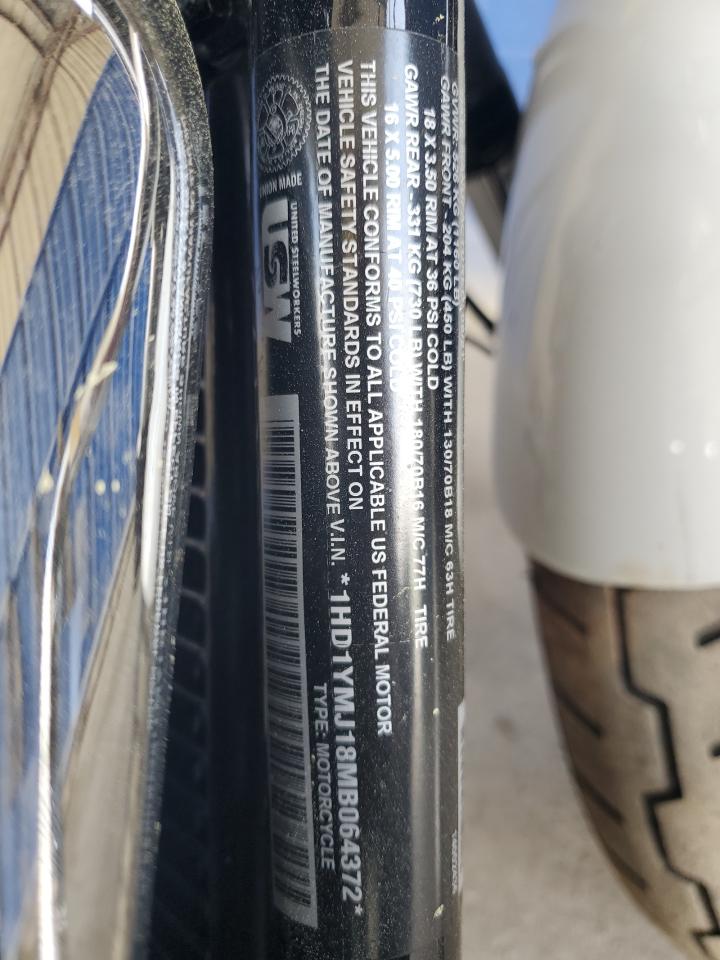 GAWR FRONT - 204 KG (450 LB) WITH 130/70B18 M/C 63H TIRE
18 X 3.50 RIM AT 36 PSI COLD
GAWR REAR - 331 KG (730 LB) WITH 180/70B16 M/C 77H TIRE
16 X 5.00 RIM AT 40 PSI COLD
THIS VEHICLE CONFORMS TO ALL APPLICABLE US FEDERAL MOTOR
VEHICLE SAFETY STANDARDS IN EFFECT ON
THE DATE OF MANUFACTURE SHOWN ABOVE V.I.N. *1HD1YMJ18MB064372*
TYPE: MOTORCYCLE
UNION MADE
UNITED STEELWORKERS
USW